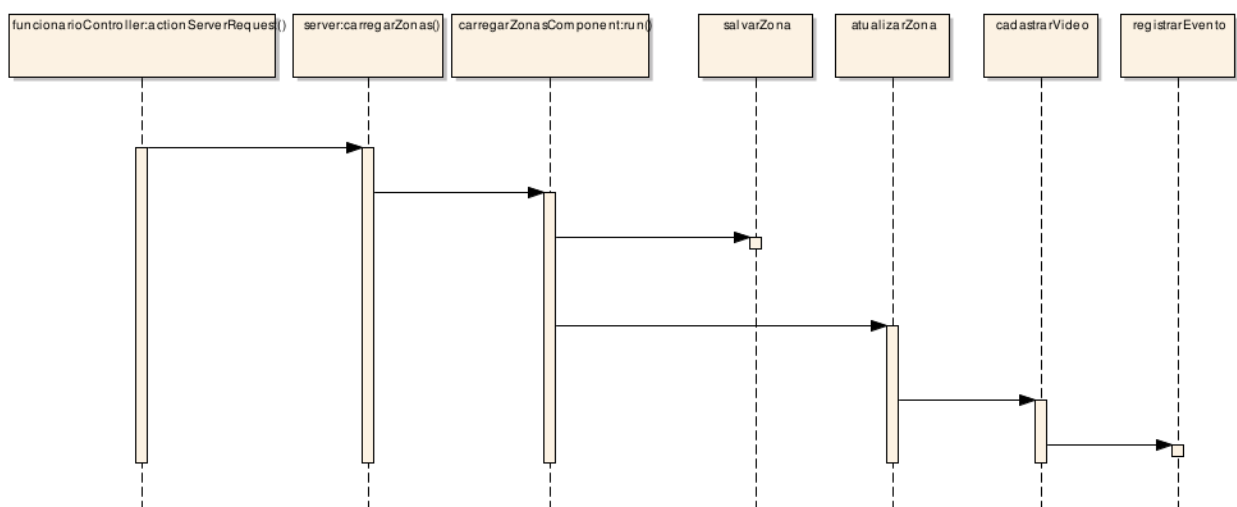 funcionarioController:actionServerRequest()
server:carregarZonas()
carregarZonasComponent:run()
salvarZona
atualizarZona
cadastrarVideo
registrarEvento